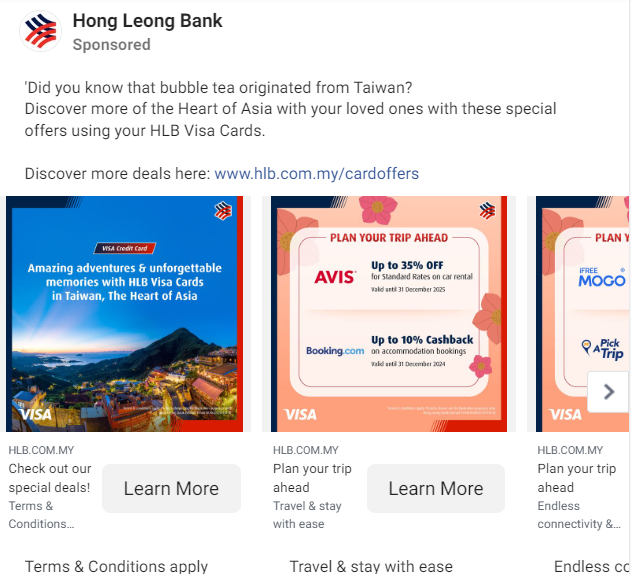 Hong Leong Bank
Sponsored
'Did you know that bubble tea originated from Taiwan?
Discover more of the Heart of Asia with your loved ones with these special
offers using your HLB Visa Cards.
Discover more deals here: www.hlb.com.my/cardoffers
VISA Credit Card
Amazing adventures & unforgettable
memories with HLB Visa Cards
in Taiwan, The Heart of Asia
VISA
PLAN YOUR TRIP AHEAD
AVIS
Up to 35% OFF
for Standard Rates on car rental
Valid until 31 December 2025
Booking.com
Up to 10% Cashback
on accommodation bookings
Valid until 31 December 2024
VISA
PLAN Y
iFREE
MOGO
A Pick
Trip
VISA
HLB.COM.MY
Check out our
special deals!
Terms &
Conditions...
Learn More
HLB.COM.MY
Plan your trip
ahead
Travel & stay
with ease
Learn More
HLB.COM.MY
Plan your trip
ahead
Endless
connectivity &...
Terms & Conditions apply
Travel & stay with ease
Endless co